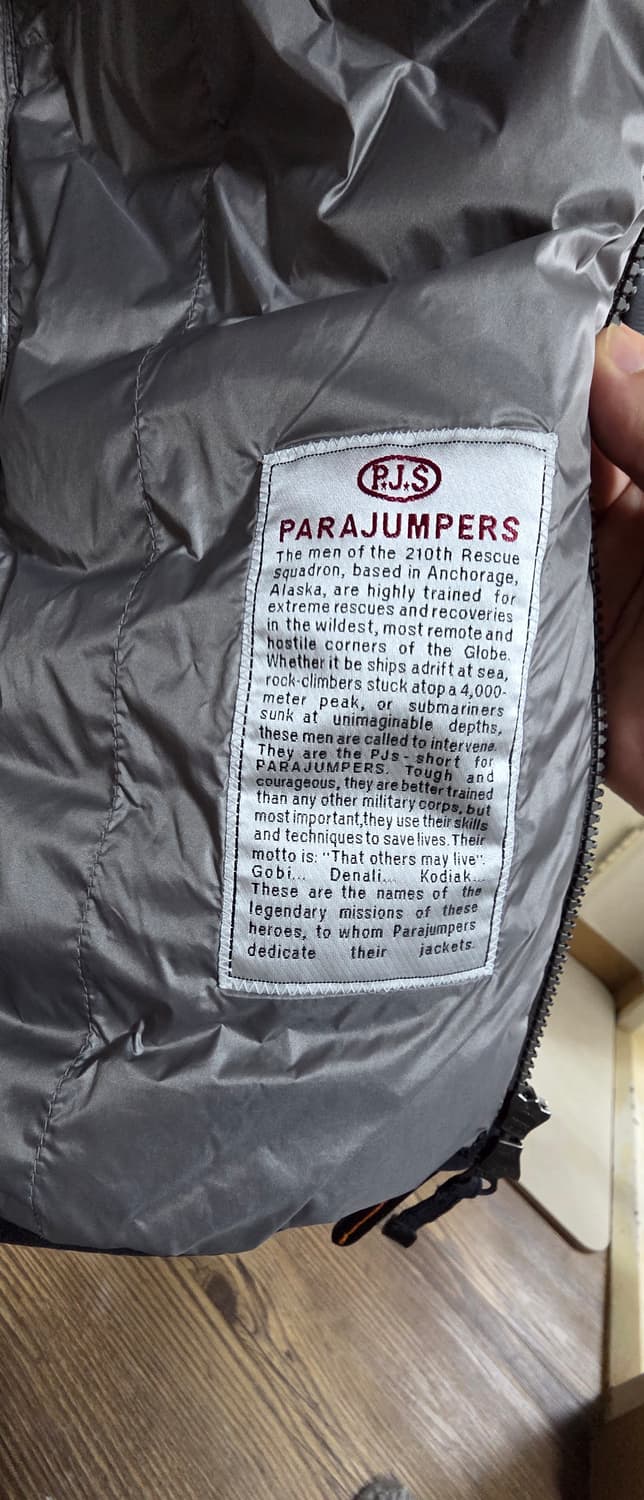 P.J.S
PARAJUMPERS
The men of the 210th Rescue
Squadron, based in Anchorage,
Alaska, are highly trained for
extreme rescues and recoveries
in the wildest, most remote and
hostile corners of the Globe.
Whether it be ships adrift at sea,
rock-climbers stuck atop a 4,000-
meter peak, or submariners
sunk at unimaginable depths,
these men are called to intervene.
They are the PJs - short for
PARAJUMPERS. Tough and
courageous, they are better trained
than any other military corps, but
most important,they use their skills
and techniques to save lives. Their
motto is: "That others may live".
Gobi... Denali... Kodiak...
These are the names of the
legendary missions of these
heroes, to whom Parajumpers
dedicate their jackets.